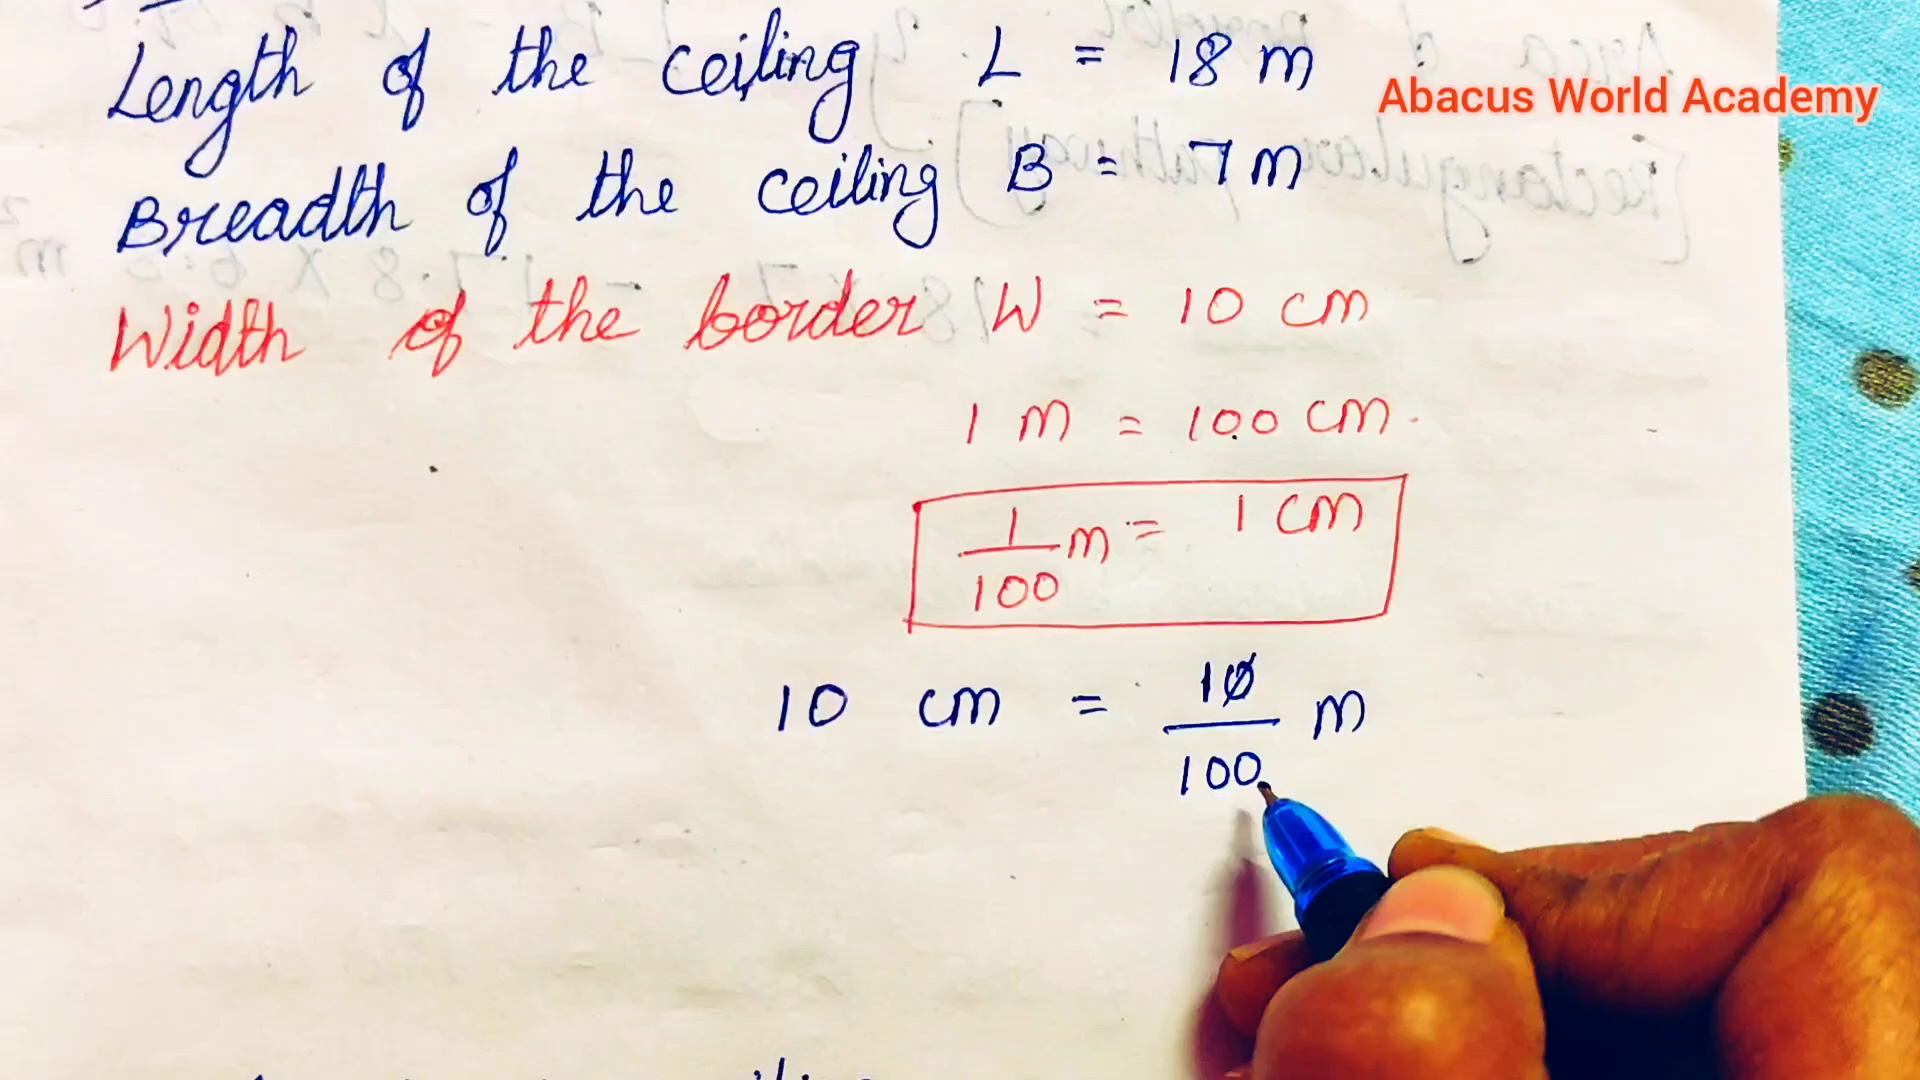 Length of the ceiling L = 18 m
Abacus World Academy
Breadth of the ceiling B = 7 m
Width of the border W = 10 cm
1 m = 100 cm.
1/100 m = 1 cm
10 cm = 10/100 m